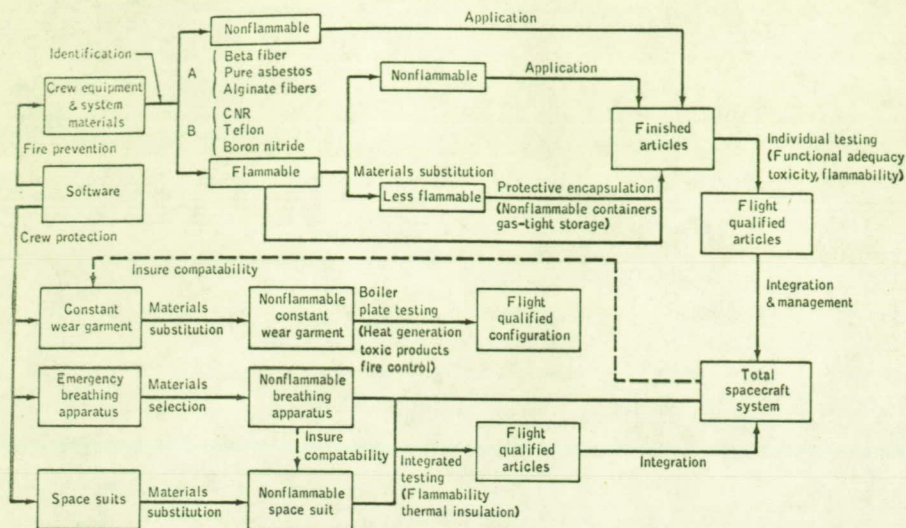 Application
Nonflammable
Identification
A
Beta fiber
Pure asbestos
Alginate fibers
Crew equipment
& system
materials
B
CNR
Teflon
Boron nitride
Nonflammable
Application
Finished
articles
Individual testing
(Functional adequacy
toxicity, flammability)
Fire prevention
Flammable
Materials substitution
Software
Less flammable
Protective encapsulation
(Nonflammable containers
gas-tight storage)
Flight
qualified
articles
Crew protection
Insure compatability
Integration
& management
Constant
wear garment
Materials
substitution
Nonflammable
constant
wear garment
Boiler
plate testing
(Heat generation
toxic products
fire control)
Flight
qualified
configuration
Emergency
breathing
apparatus
Materials
selection
Nonflammable
breathing
apparatus
Total
spacecraft
system
Insure
compatability
Integrated
testing
(Flammability
thermal insulation)
Flight
qualified
articles
Integration
Space suits
Materials
substitution
Nonflammable
space suit